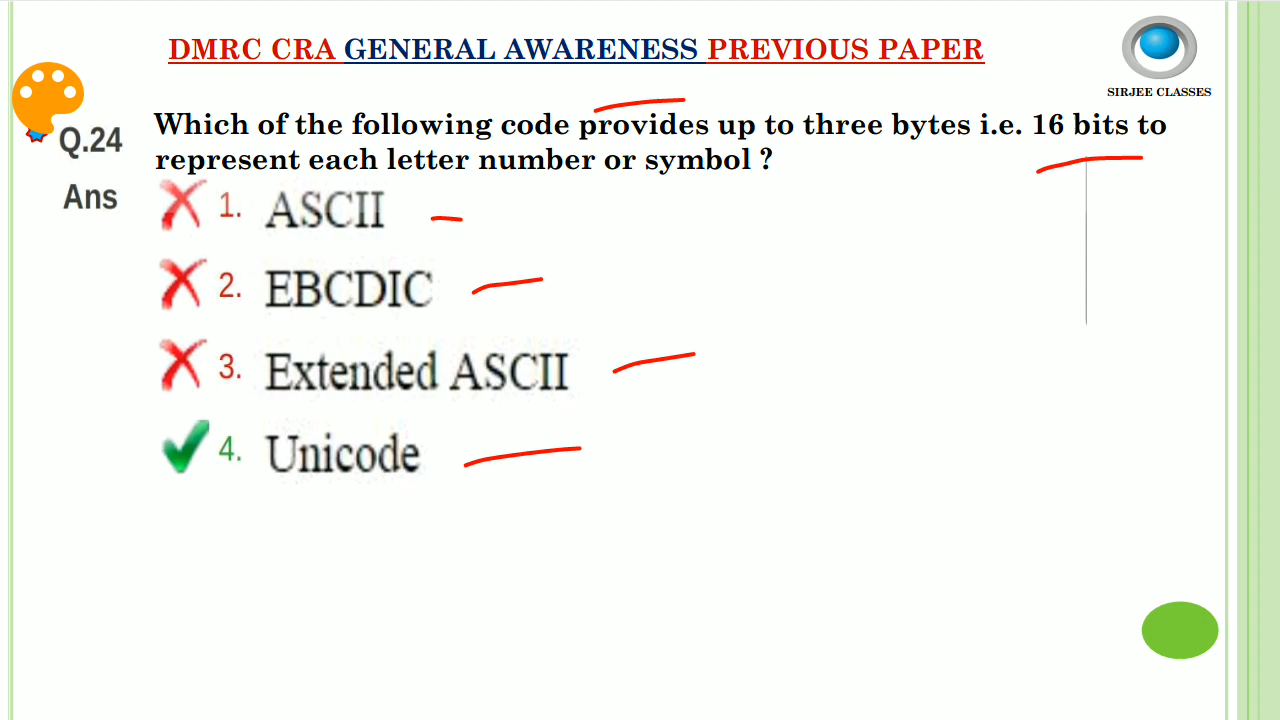 DMRC CRA GENERAL AWARENESS PREVIOUS PAPER
SIRJEE CLASSES
Q.24 Which of the following code provides up to three bytes i.e. 16 bits to
represent each letter number or symbol ?
Ans
1. ASCII
2. EBCDIC
3. Extended ASCII
4. Unicode